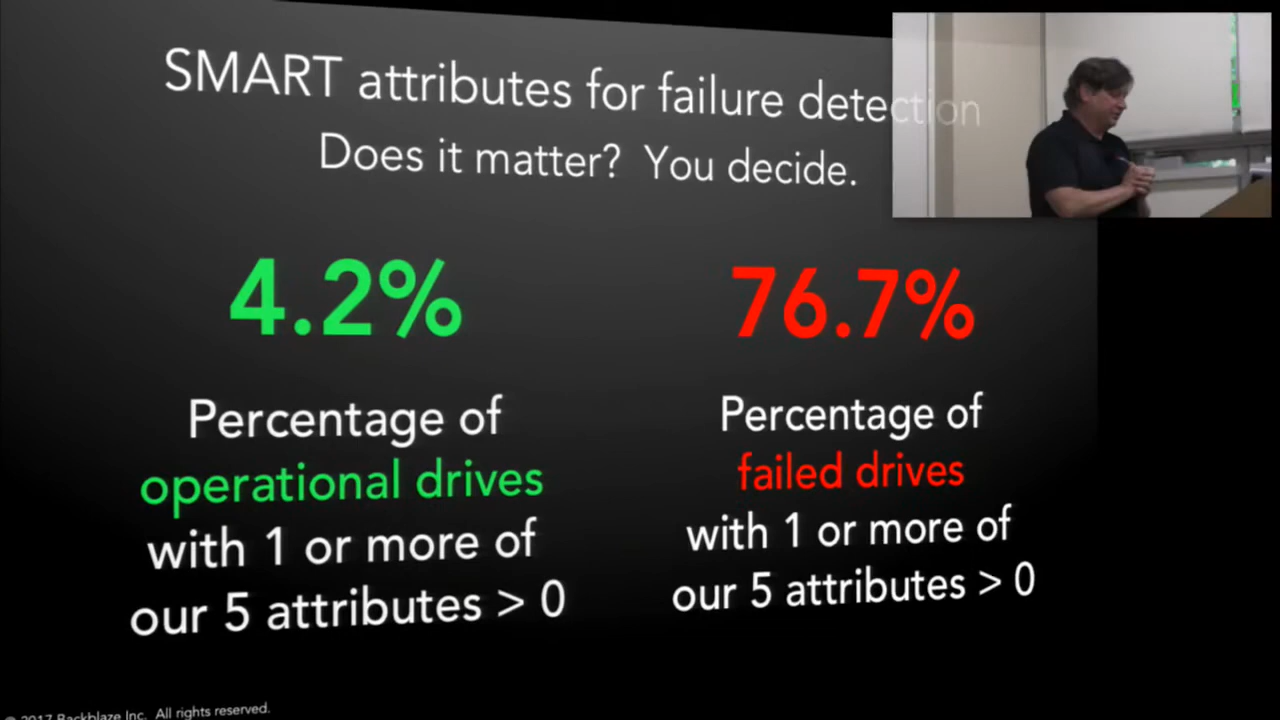 SMART attributes for failure detection
Does it matter? You decide.
4.2%
Percentage of
operational drives
with 1 or more of
our 5 attributes > 0
76.7%
Percentage of
failed drives
with 1 or more of
our 5 attributes > 0
© 2017 Backblaze Inc. All rights reserved.